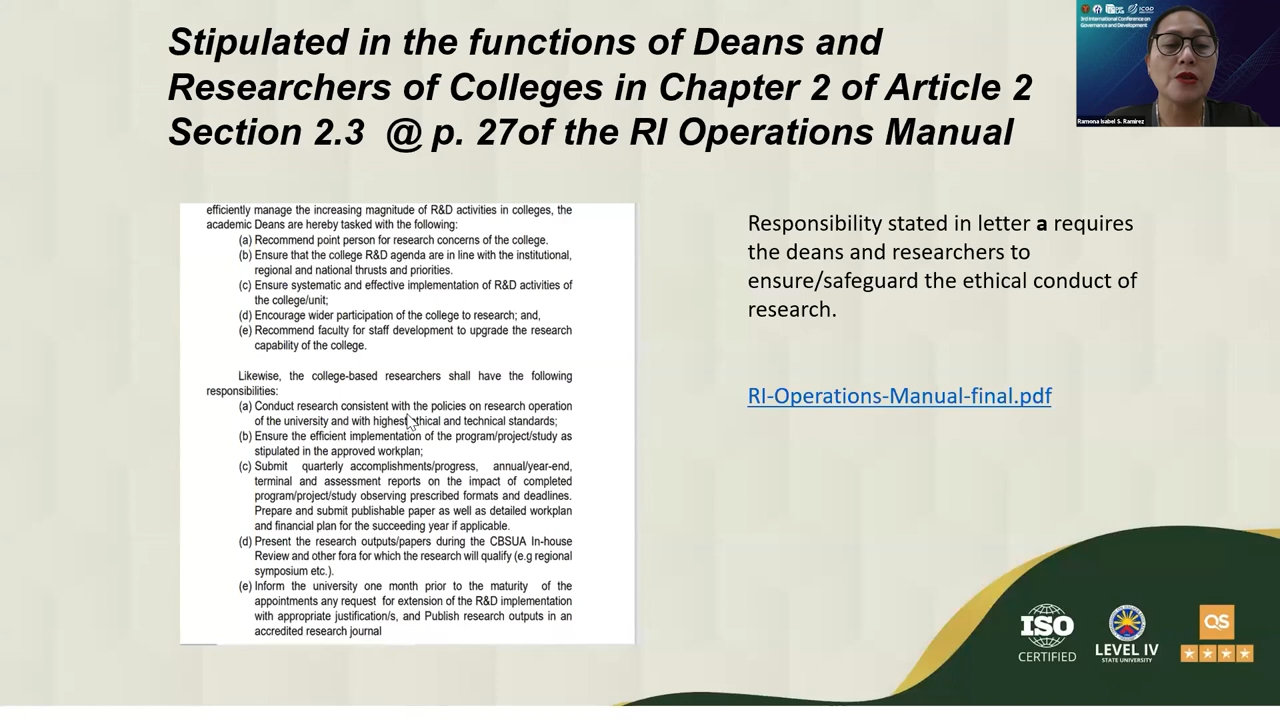 Stipulated in the functions of Deans and
Researchers of Colleges in Chapter 2 of Article 2
Section 2.3 @ p. 27of the RI Operations Manual
3rd International Conference on
Governance and Development
Ramona Isabel S. Ramirez
efficiently manage the increasing magnitude of R&D activities in colleges, the
academic Deans are hereby tasked with the following:
(a) Recommend point person for research concerns of the college.
(b) Ensure that the college R&D agenda are in line with the institutional,
regional and national thrusts and priorities.
(c) Ensure systematic and effective implementation of R&D activities of
the college/unit;
(d) Encourage wider participation of the college to research; and,
(e) Recommend faculty for staff development to upgrade the research
capability of the college.
Likewise, the college-based researchers shall have the following
responsibilities:
(a) Conduct research consistent with the policies on research operation
of the university and with highest ethical and technical standards;
(b) Ensure the efficient implementation of the program/project/study as
stipulated in the approved workplan;
(c) Submit quarterly accomplishments/progress, annual/year-end,
terminal and assessment reports on the impact of completed
program/project/study observing prescribed formats and deadlines.
Prepare and submit publishable paper as well as detailed workplan
and financial plan for the succeeding year if applicable.
(d) Present the research outputs/papers during the CBSUA In-house
Review and other fora for which the research will qualify (e.g regional
symposium etc.).
(e) Inform the university one month prior to the maturity of the
appointments any request for extension of the R&D implementation
with appropriate justification/s, and Publish research outputs in an
accredited research journal
Responsibility stated in letter a requires
the deans and researchers to
ensure/safeguard the ethical conduct of
research.
RI-Operations-Manual-final.pdf
ISO
CERTIFIED
LEVEL IV
STATE UNIVERSITY
QS